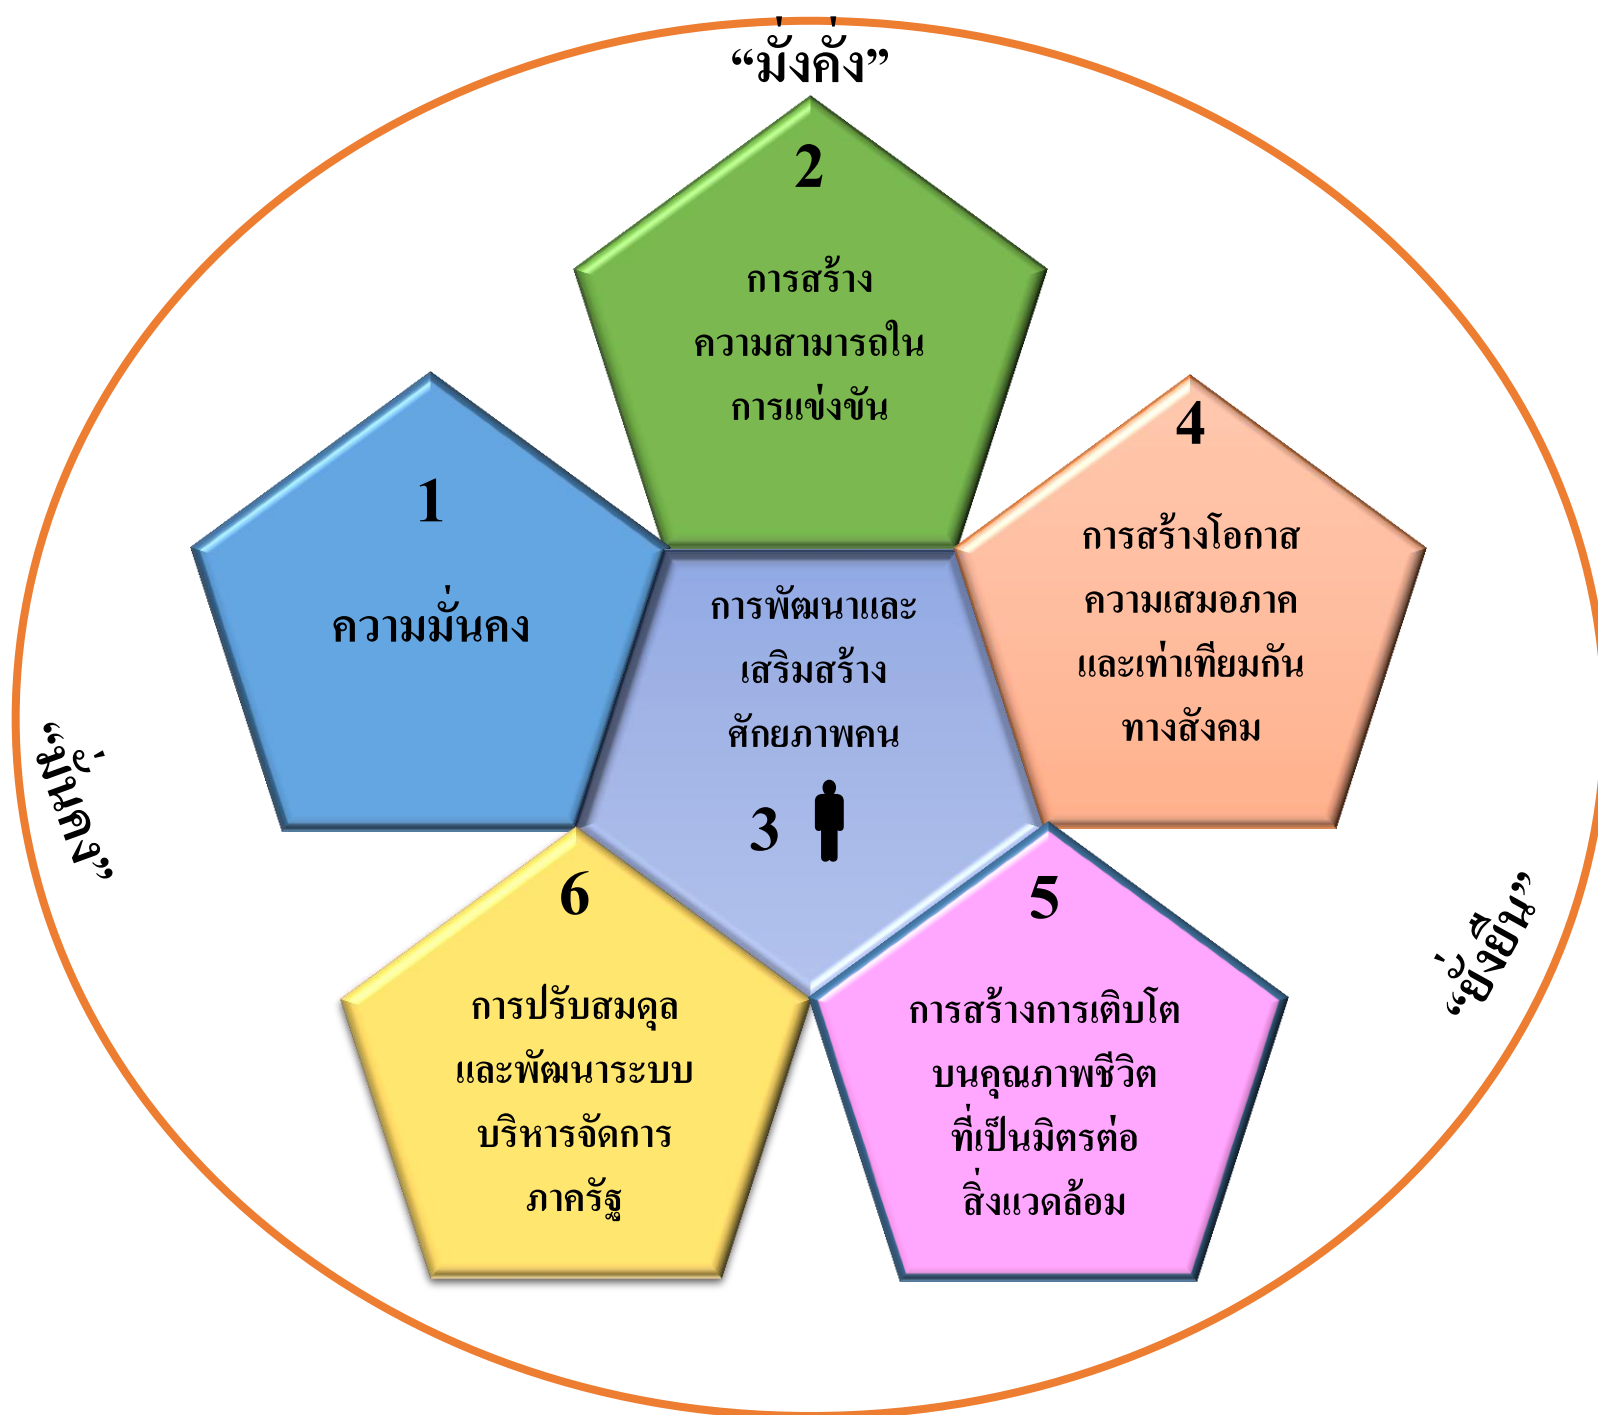 “มั่งคั่ง”
2
การสร้าง
ความสามารถใน
การแข่งขัน
1
ความมั่นคง
4
การสร้างโอกาส
ความเสมอภาค
และเท่าเทียมกัน
ทางสังคม
การพัฒนาและ
เสริมสร้าง
ศักยภาพคน
3
“มั่นคง”
“ยั่งยืน”
6
การปรับสมดุล
และพัฒนาระบบ
บริหารจัดการ
ภาครัฐ
5
การสร้างการเติบโต
บนคุณภาพชีวิต
ที่เป็นมิตรต่อ
สิ่งแวดล้อม